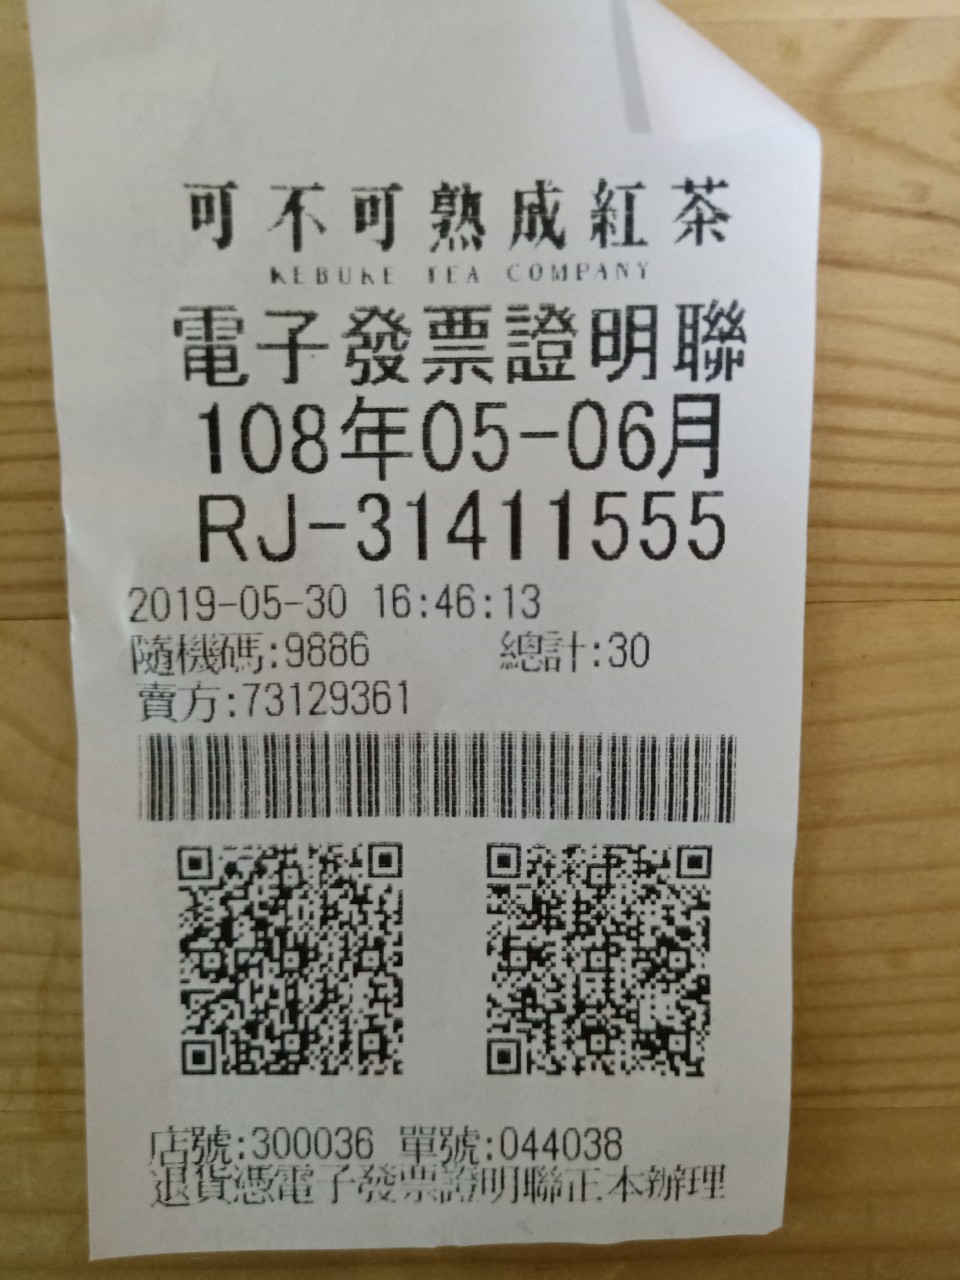 可不可熟成紅茶
KEBUKE TEA COMPANY
電子發票證明聯
108年05-06月
RJ-31411555
2019-05-30 16:46:13
隨機碼:9886 總計:30
賣方:73129361
店號:300036 單號:044038
退貨憑電子發票證明聯正本辦理